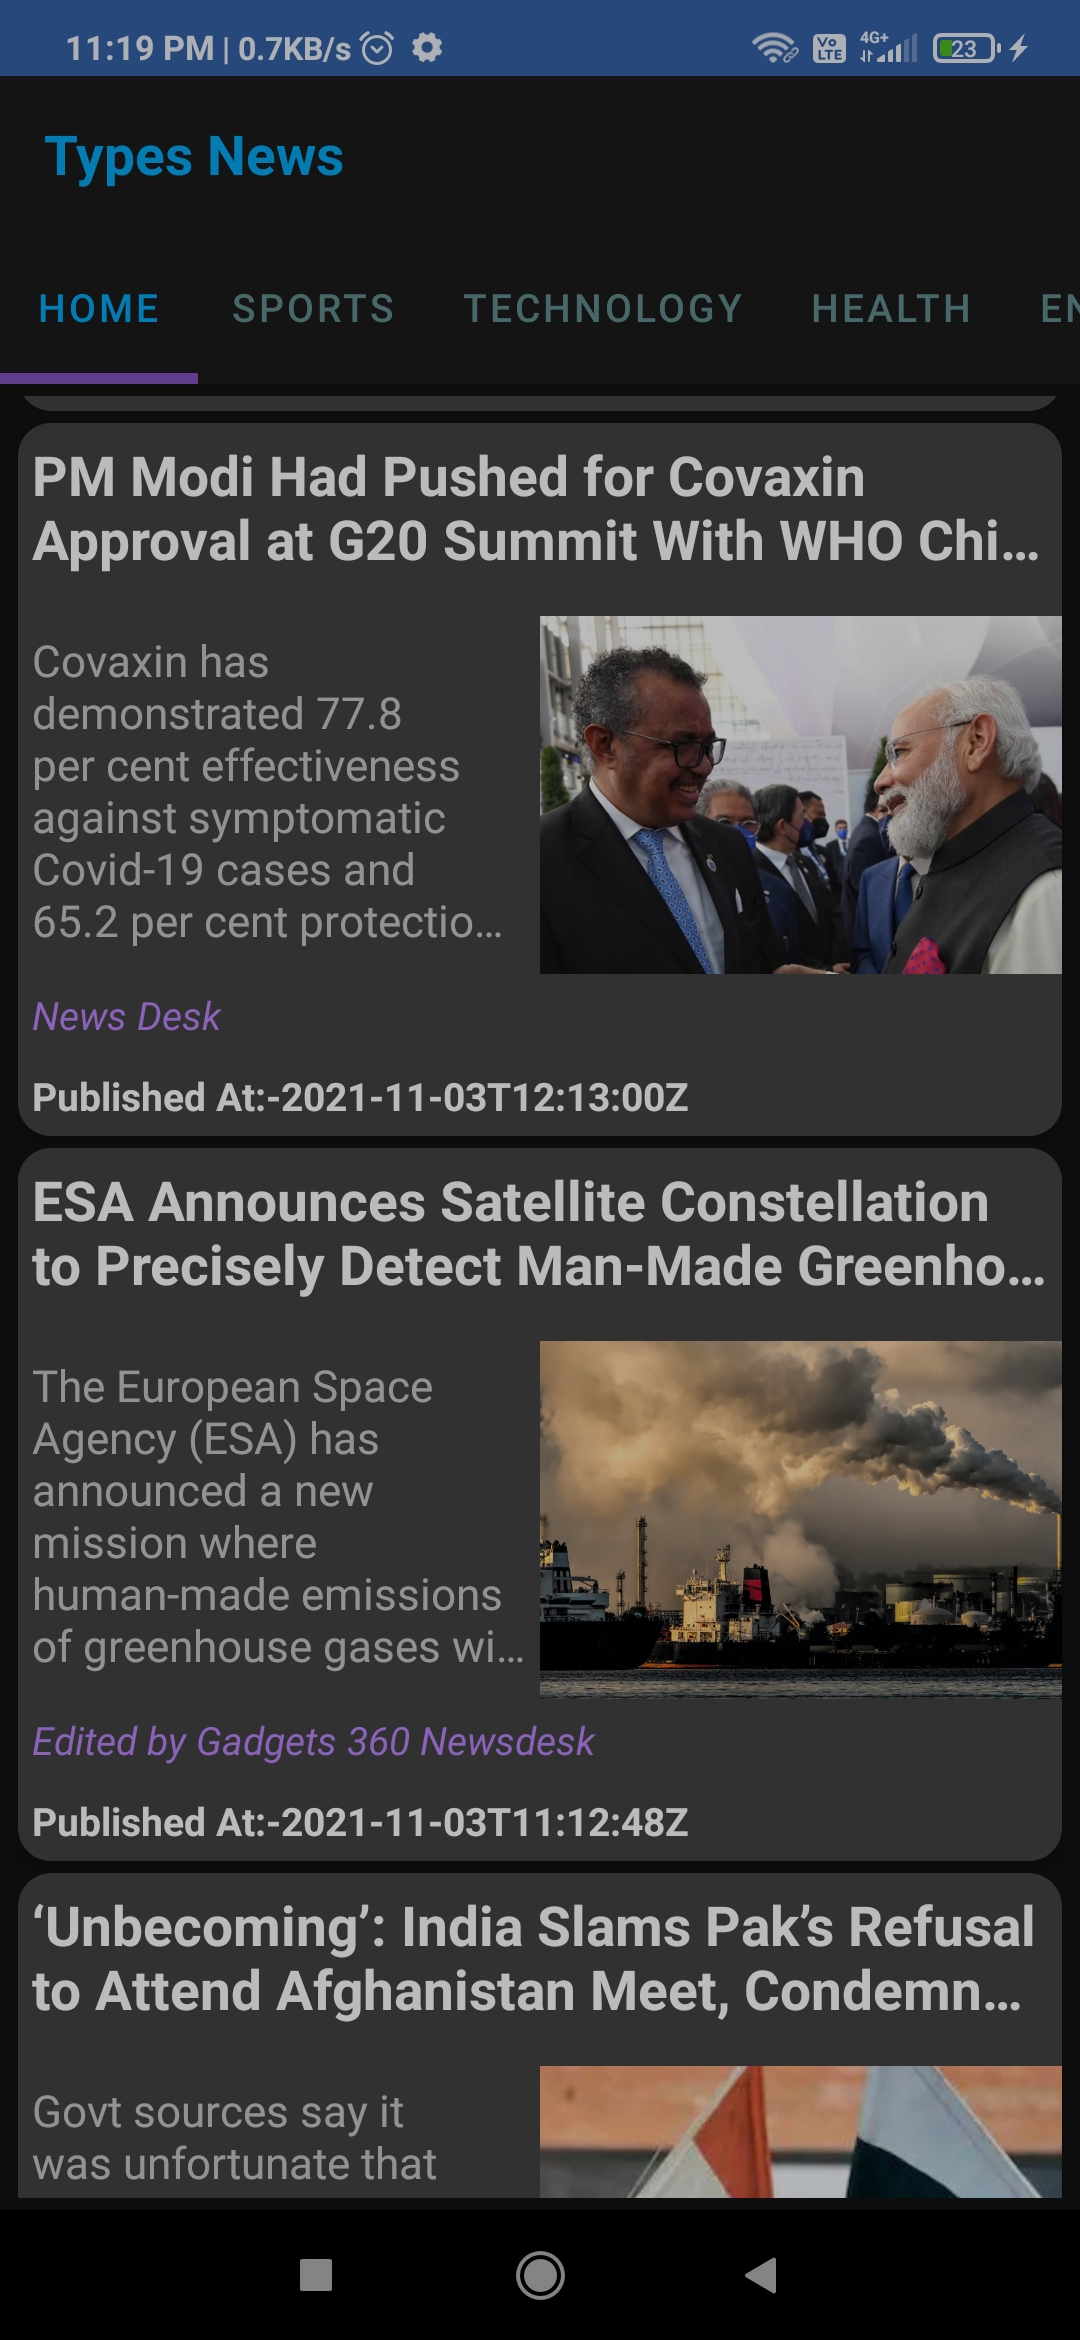 11:19 PM | 0.7KB/s
Vo LTE 4G+ 23
Types News
HOME SPORTS TECHNOLOGY HEALTH EN
PM Modi Had Pushed for Covaxin
Approval at G20 Summit With WHO Chi...
Covaxin has
demonstrated 77.8
per cent effectiveness
against symptomatic
Covid-19 cases and
65.2 per cent protectio...
News Desk
Published At:-2021-11-03T12:13:00Z
ESA Announces Satellite Constellation
to Precisely Detect Man-Made Greenho...
The European Space
Agency (ESA) has
announced a new
mission where
human-made emissions
of greenhouse gases wi...
Edited by Gadgets 360 Newsdesk
Published At:-2021-11-03T11:12:48Z
‘Unbecoming’: India Slams Pak’s Refusal
to Attend Afghanistan Meet, Condemn...
Govt sources say it
was unfortunate that